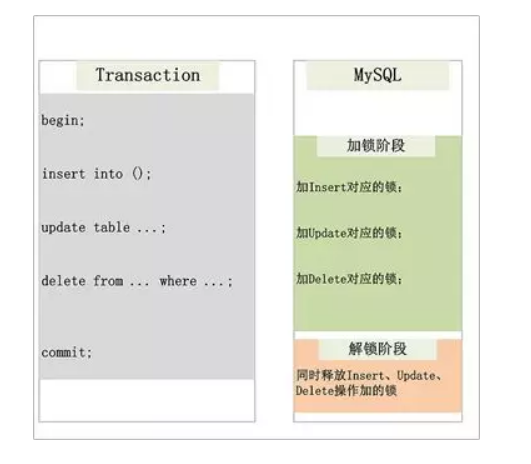 Transaction
begin;
insert into ();
update table ...;
delete from ... where ...;
commit;
MySQL
加锁阶段
加Insert对应的锁;
加Update对应的锁;
加Delete对应的锁;
解锁阶段
同时释放Insert、Update、
Delete操作加的锁